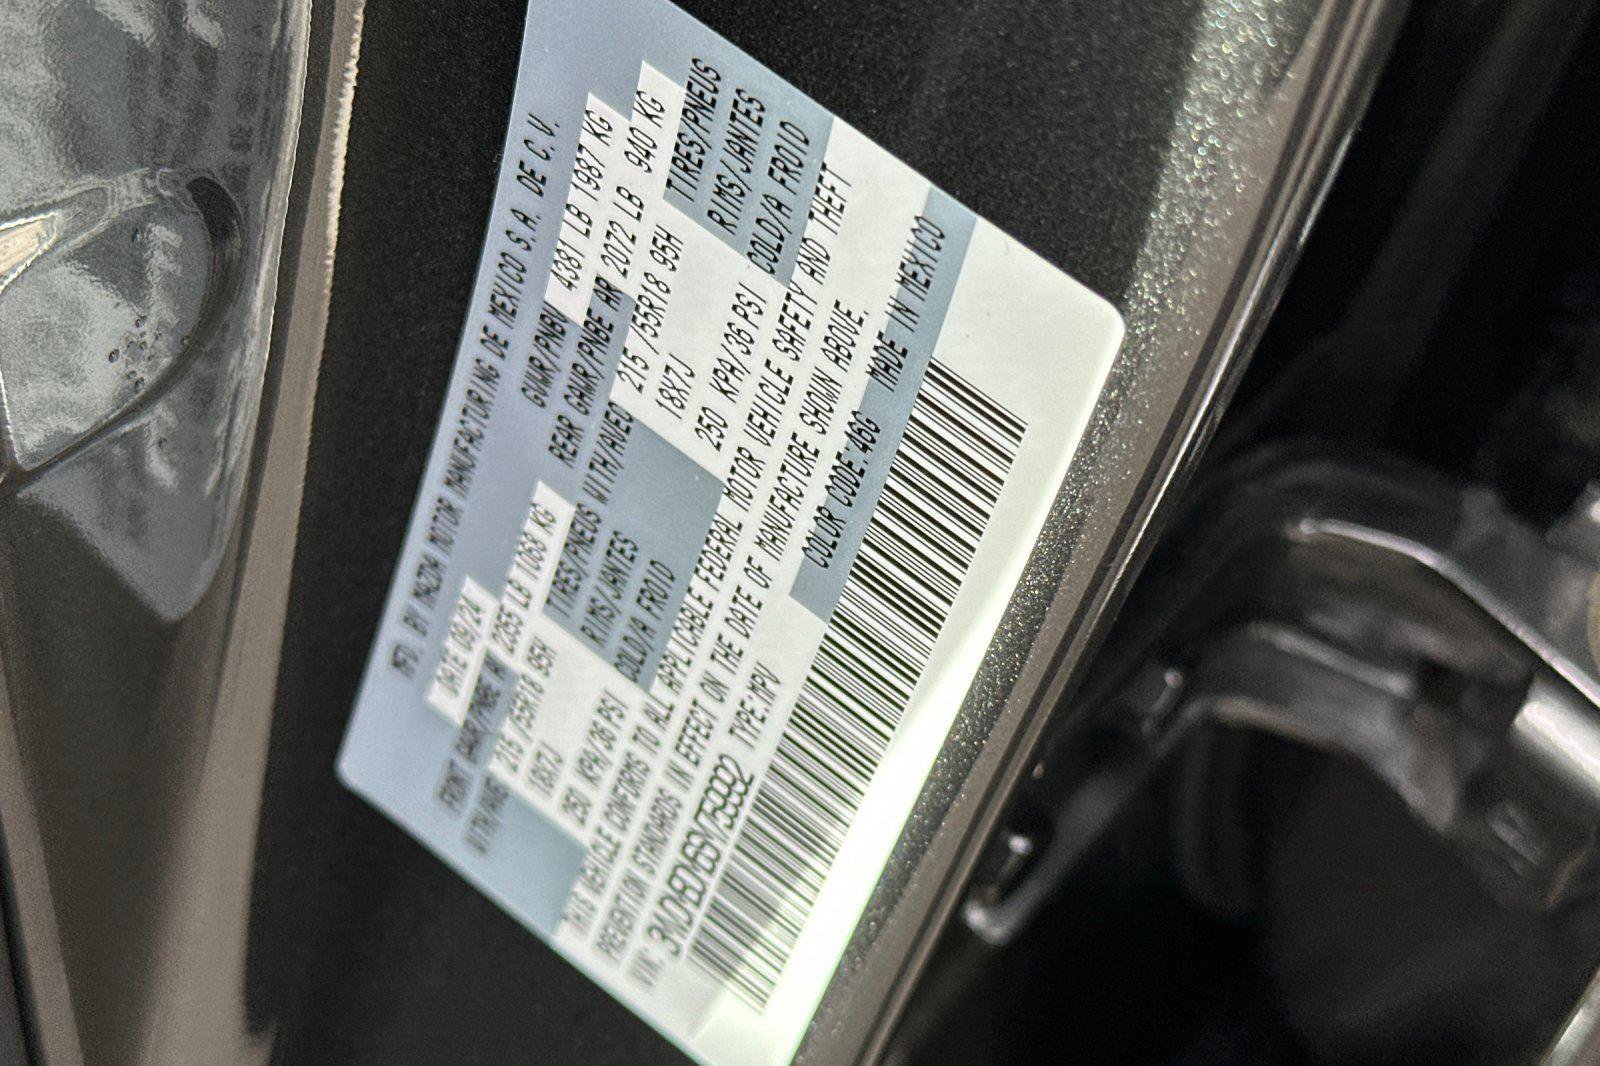 MFD. BY MAZDA MOTOR MANUFACTURING DE MEXICO S.A. DE C.V.
DATE 09/24 GVWR/PNBV 4381 LB 1987 KG
FRONT GAWR/PNBE AV 2355 LB 1068 KG REAR GAWR/PNBE AR 2072 LB 940 KG
WITH/AVEC 215 /55R18 95H TIRES/PNEUS WITH/AVEC 215 /55R18 95H TIRES/PNEUS
18X7J RIMS/JANTES 18X7J RIMS/JANTES
250 KPA/36 PSI COLD/A FROID 250 KPA/36 PSI COLD/A FROID
THIS VEHICLE CONFORMS TO ALL APPLICABLE FEDERAL MOTOR VEHICLE SAFETY AND THEFT
PREVENTION STANDARDS IN EFFECT ON THE DATE OF MANUFACTURE SHOWN ABOVE.
VIN: TYPE:MPV COLOR CODE:46G MADE IN MEXICO